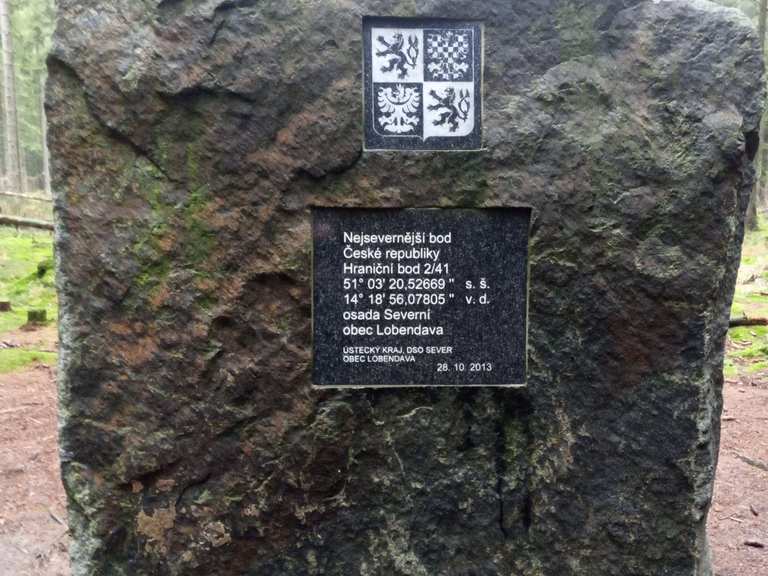 Nejsevernější bod
České republiky
Hraniční bod 2/41
51° 03' 20,52669 " s. š.
14° 18' 56,07805 " v. d.
osada Severní
obec Lobendava
ÚSTECKÝ KRAJ, DSO SEVER
OBEC LOBENDAVA
28. 10. 2013